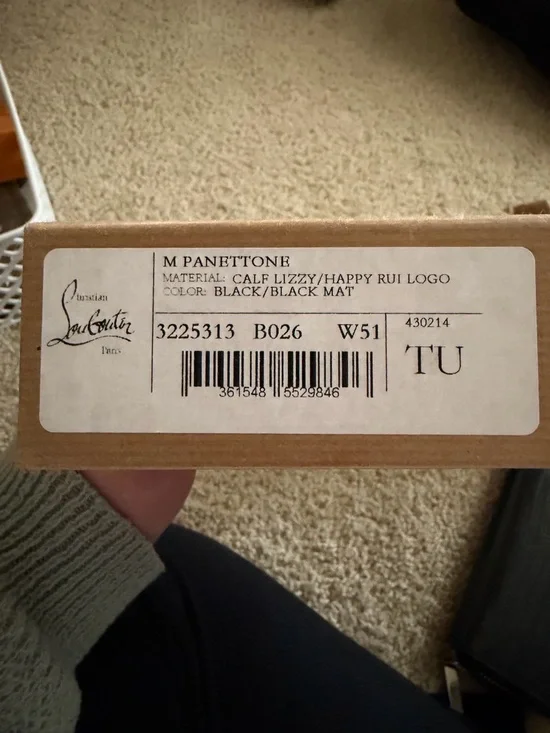 Christian
Louboutin
Paris
M PANETTONE
MATERIAL: CALF LIZZY/HAPPY RUI LOGO
COLOR: BLACK/BLACK MAT
3225313 B026 W51
430214
TU
361548 5529846